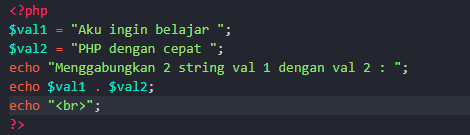 <?php
$val1 = "Aku ingin belajar ";
$val2 = "PHP dengan cepat ";
echo "Menggabungkan 2 string val 1 dengan val 2 : ";
echo $val1 . $val2;
echo "<br>";
?>